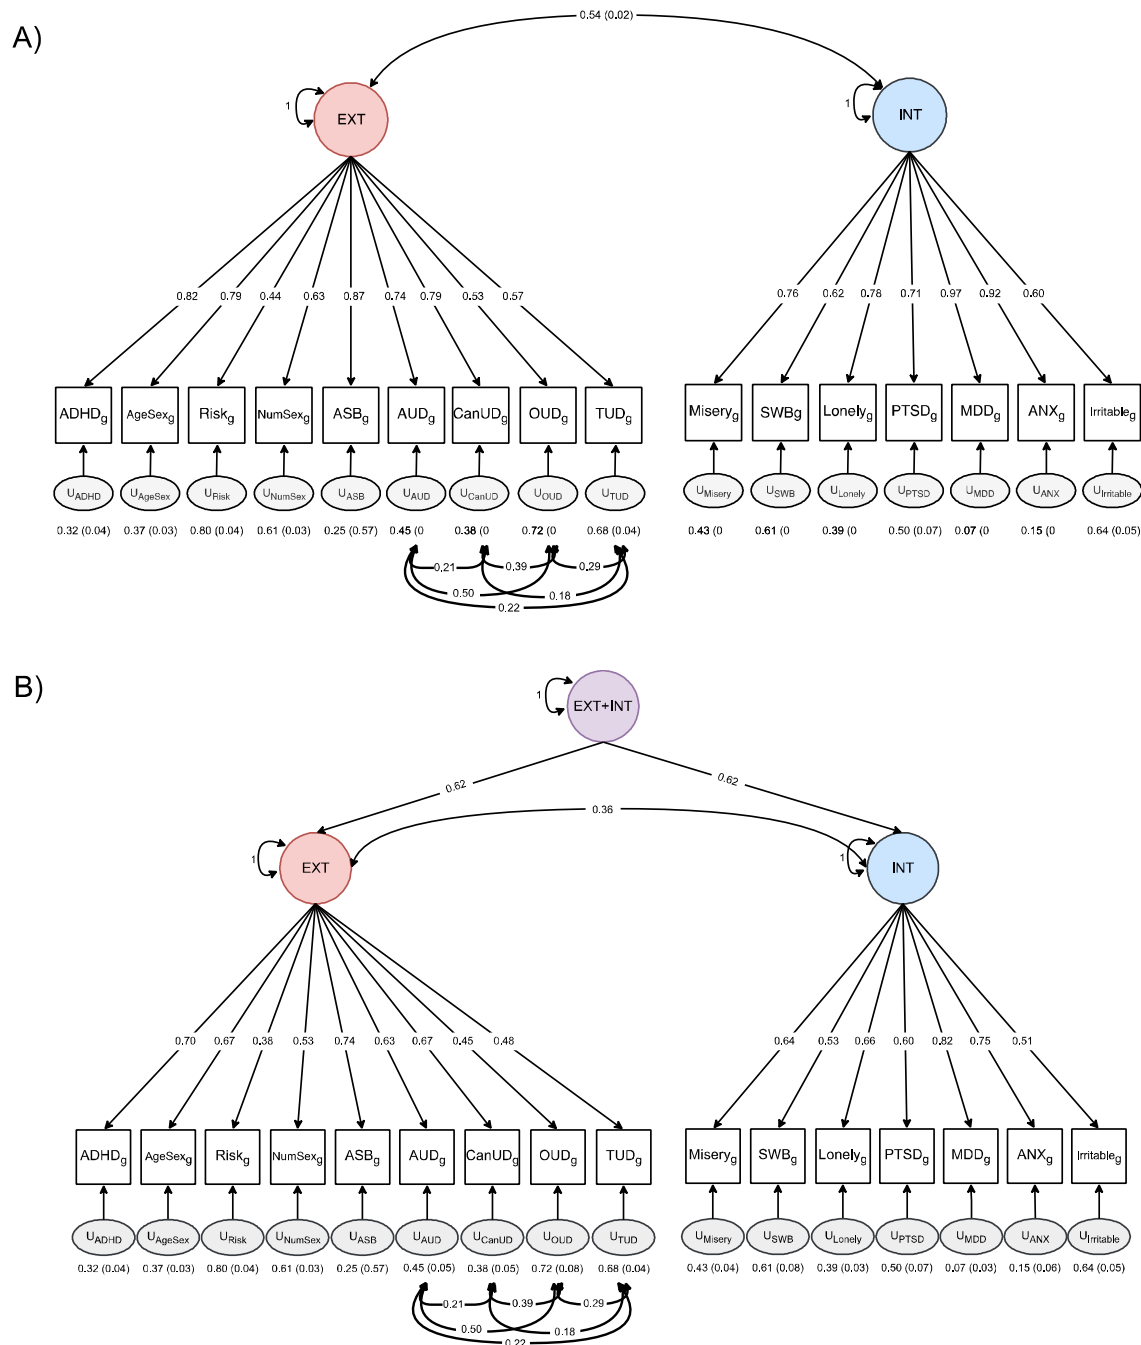 A)
0.54 (0.02)
1 EXT 1 INT
0.82 0.79 0.44 0.63 0.87 0.74 0.79 0.53 0.57 0.76 0.62 0.78 0.71 0.97 0.92 0.60
ADHDg AgeSexg Riskg NumSexg ASBg AUDg CanUDg OUDg TUDg Miseryg SWBg Lonelyg PTSDg MDDg ANXg Irritableg
UADHD UAgeSex URisk UNumSex UASB UAUD UCanUD UOUD UTUD UMisery USWB ULonely UPTSD UMDD UANX UIrritable
0.32 (0.04) 0.37 (0.03) 0.80 (0.04) 0.61 (0.03) 0.25 (0.57) 0.45 (0 0.38 (0 0.72 (0 0.68 (0.04) 0.43 (0 0.61 (0 0.39 (0 0.50 (0.07) 0.07 (0 0.15 (0 0.64 (0.05)
0.21 0.39 0.29
0.50 0.18
0.22
B)
1 EXT+INT
0.62 0.62
0.36
1 EXT 1 INT
0.70 0.67 0.38 0.53 0.74 0.63 0.67 0.45 0.48 0.64 0.53 0.66 0.60 0.82 0.75 0.51
ADHDg AgeSexg Riskg NumSexg ASBg AUDg CanUDg OUDg TUDg Miseryg SWBg Lonelyg PTSDg MDDg ANXg Irritableg
UADHD UAgeSex URisk UNumSex UASB UAUD UCanUD UOUD UTUD UMisery USWB ULonely UPTSD UMDD UANX UIrritable
0.32 (0.04) 0.37 (0.03) 0.80 (0.04) 0.61 (0.03) 0.25 (0.57) 0.45 (0.05) 0.38 (0.05) 0.72 (0.08) 0.68 (0.04) 0.43 (0.04) 0.61 (0.08) 0.39 (0.03) 0.50 (0.07) 0.07 (0.03) 0.15 (0.06) 0.64 (0.05)
0.21 0.39 0.29
0.50 0.18
0.22